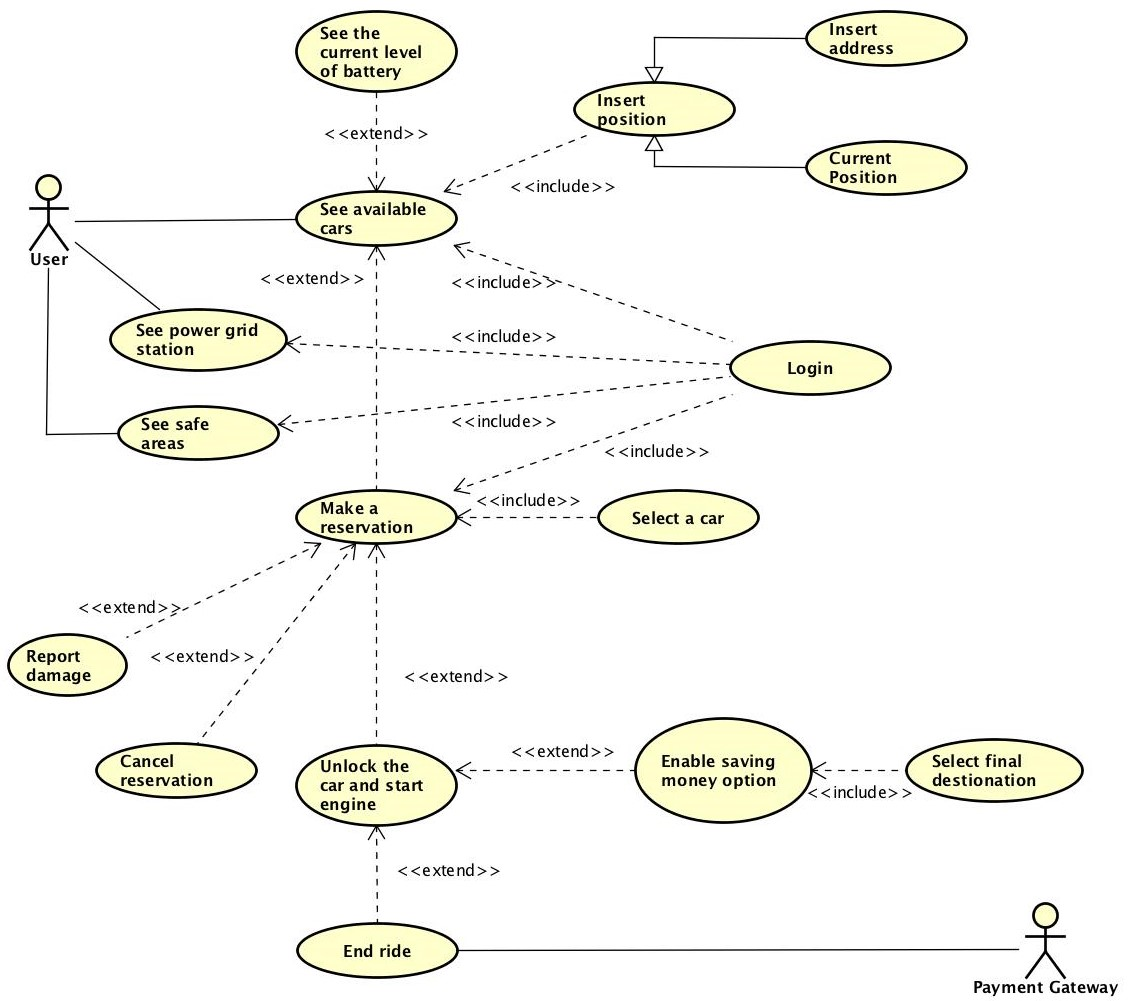 See the
current level
of battery
Insert
address
Insert
position
<<extend>>
Current
Position
<<include>>
See available
cars
User
<<extend>>
<<include>>
See power grid
station
<<include>>
Login
See safe
areas
<<include>>
<<include>>
Make a
reservation
<<include>>
Select a car
<<extend>>
Report
damage
<<extend>>
<<extend>>
Cancel
reservation
Unlock the
car and start
engine
<<extend>>
Enable saving
money option
Select final
destionation
<<include>>
<<extend>>
End ride
Payment Gateway